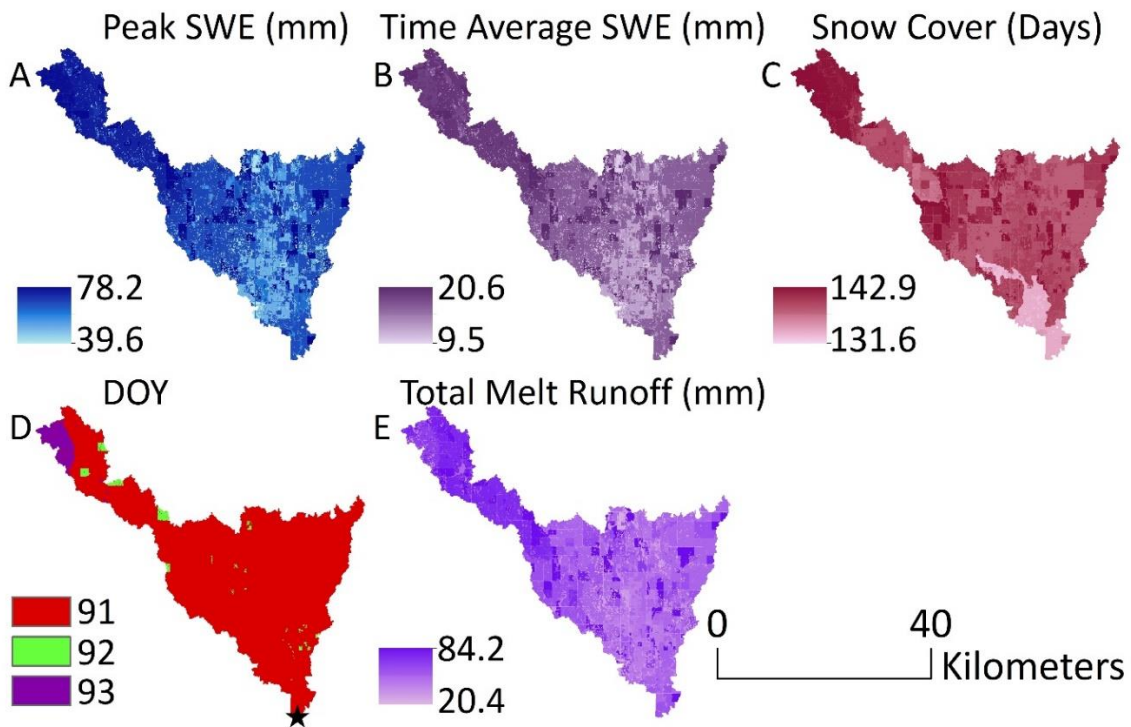 Peak SWE (mm)
Time Average SWE (mm)
Snow Cover (Days)
A
B
C
78.2
39.6
20.6
9.5
142.9
131.6
DOY
Total Melt Runoff (mm)
D
E
91
92
93
84.2
20.4
0
40
Kilometers